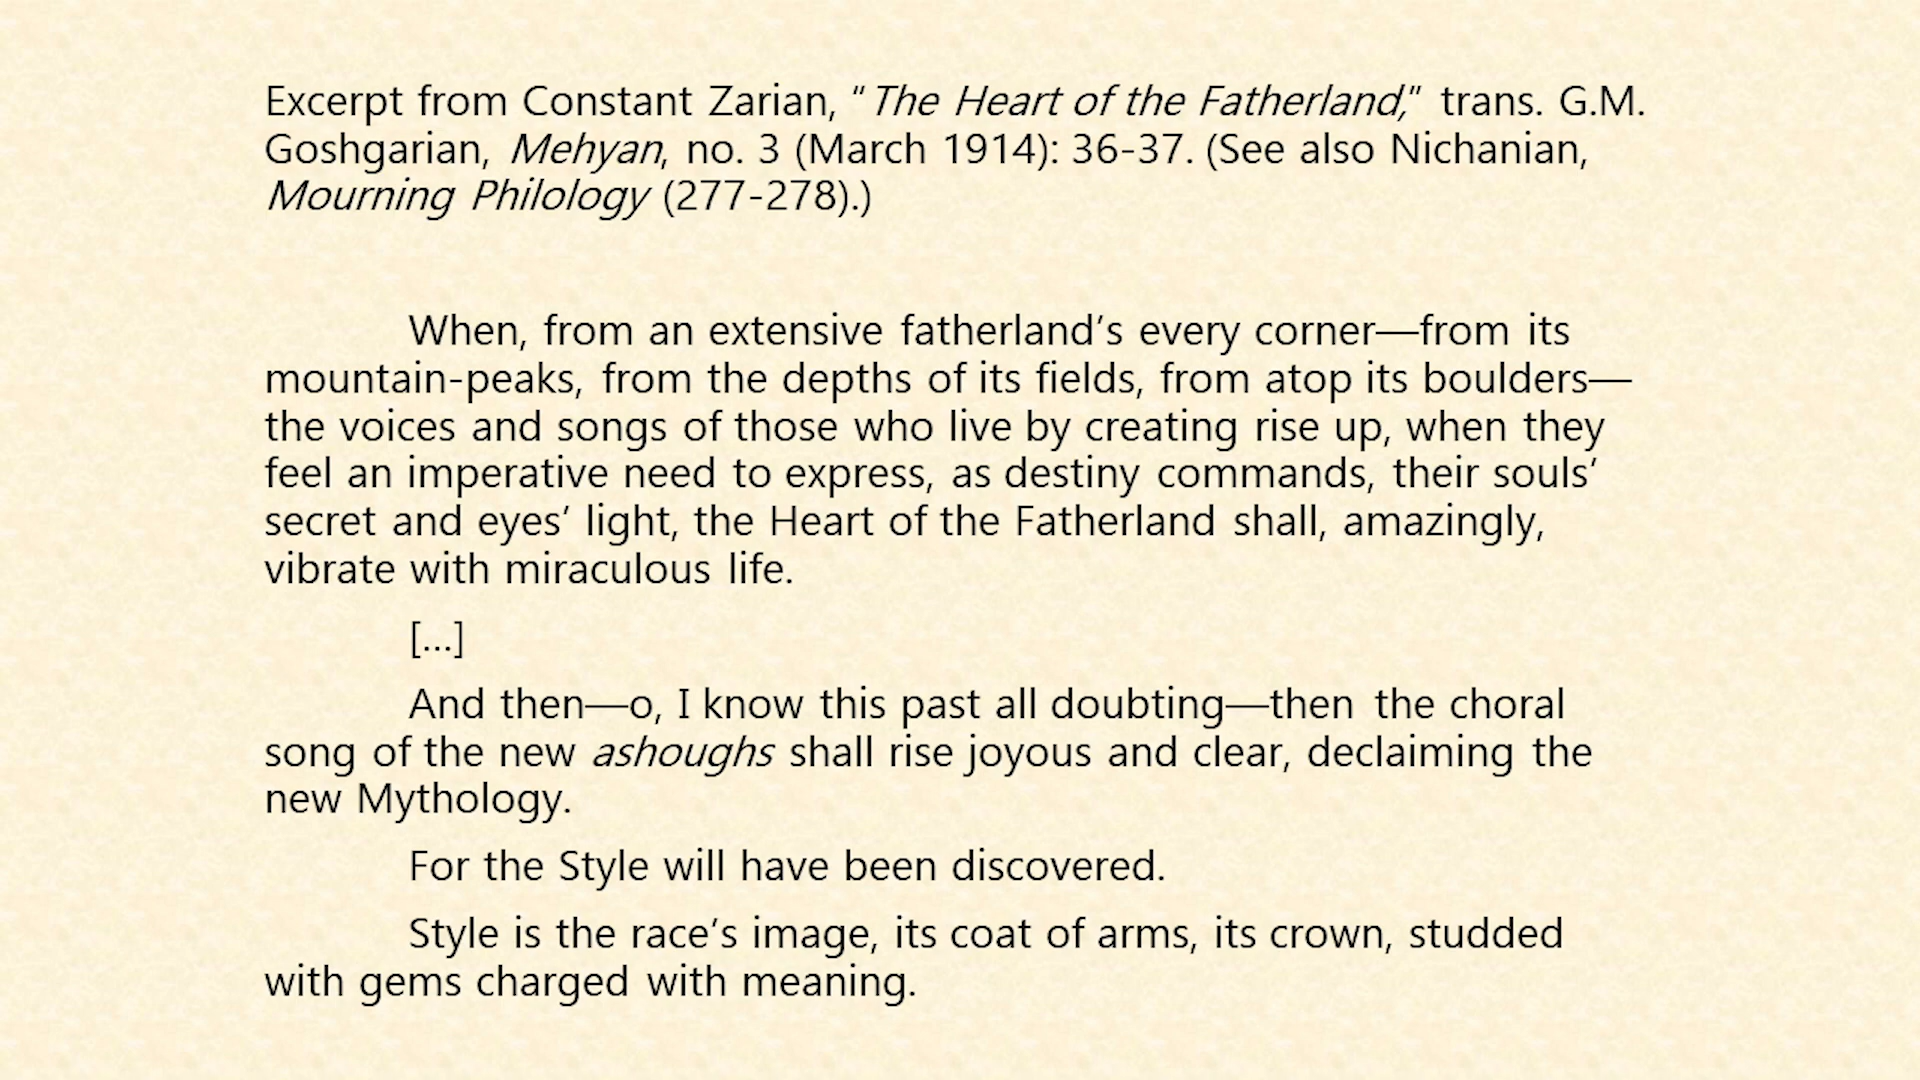 Excerpt from Constant Zarian, “The Heart of the Fatherland,” trans. G.M.
Goshgarian, Mehyan, no. 3 (March 1914): 36-37. (See also Nichanian,
Mourning Philology (277-278).)
When, from an extensive fatherland’s every corner—from its
mountain-peaks, from the depths of its fields, from atop its boulders—
the voices and songs of those who live by creating rise up, when they
feel an imperative need to express, as destiny commands, their souls’
secret and eyes’ light, the Heart of the Fatherland shall, amazingly,
vibrate with miraculous life.
[...]
And then—o, I know this past all doubting—then the choral
song of the new ashoughs shall rise joyous and clear, declaiming the
new Mythology.
For the Style will have been discovered.
Style is the race’s image, its coat of arms, its crown, studded
with gems charged with meaning.